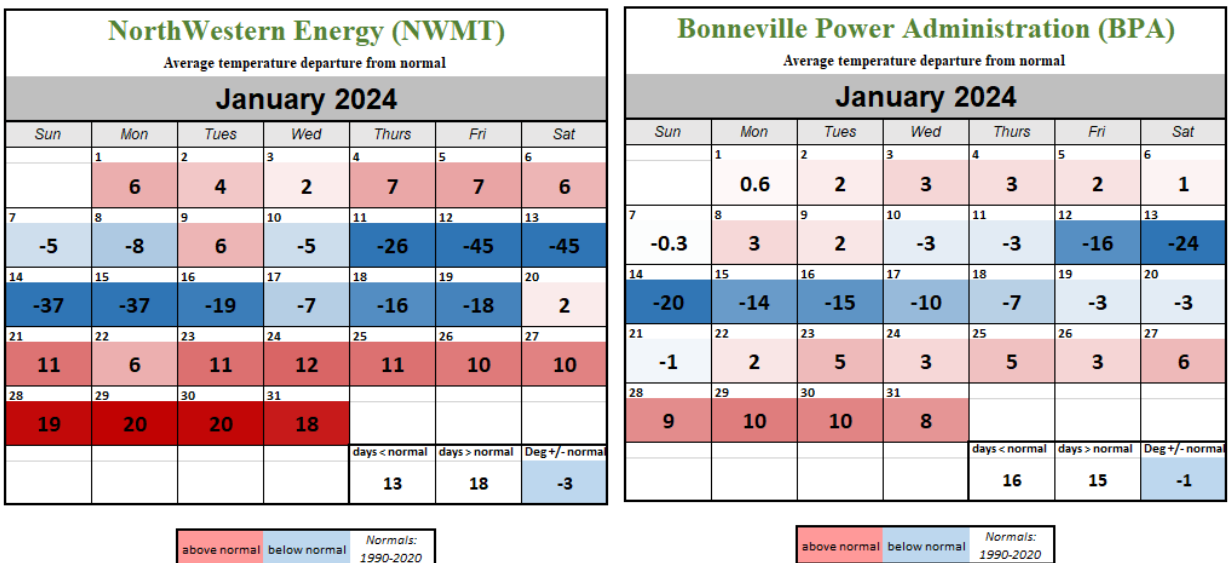 NorthWestern Energy (NWMT)
Average temperature departure from normal
January 2024
Sun Mon Tues Wed Thurs Fri Sat
1 2 3 4 5 6
6 4 2 7 7 6
7 8 9 10 11 12 13
-5 -8 6 -5 -26 -45 -45
14 15 16 17 18 19 20
-37 -37 -19 -7 -16 -18 2
21 22 23 24 25 26 27
11 6 11 12 11 10 10
28 29 30 31
19 20 20 18
days < normal days > normal Deg +/- normal
13 18 -3
above normal below normal Normals:
1990-2020
Bonneville Power Administration (BPA)
Average temperature departure from normal
January 2024
Sun Mon Tues Wed Thurs Fri Sat
1 2 3 4 5 6
0.6 2 3 3 2 1
7 8 9 10 11 12 13
-0.3 3 2 -3 -3 -16 -24
14 15 16 17 18 19 20
-20 -14 -15 -10 -7 -3 -3
21 22 23 24 25 26 27
-1 2 5 3 5 3 6
28 29 30 31
9 10 10 8
days < normal days > normal Deg +/- normal
16 15 -1
above normal below normal Normals:
1990-2020